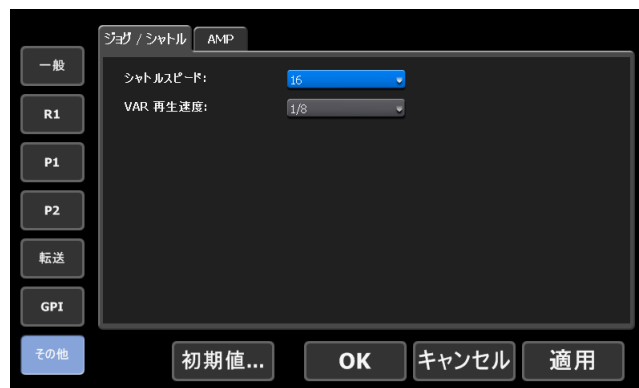 ジョグ / シャトル AMP
一般
シャトルスピード: 16
R1
VAR 再生速度: 1/8
P1
P2
転送
GPI
その他
初期値... OK キャンセル 適用